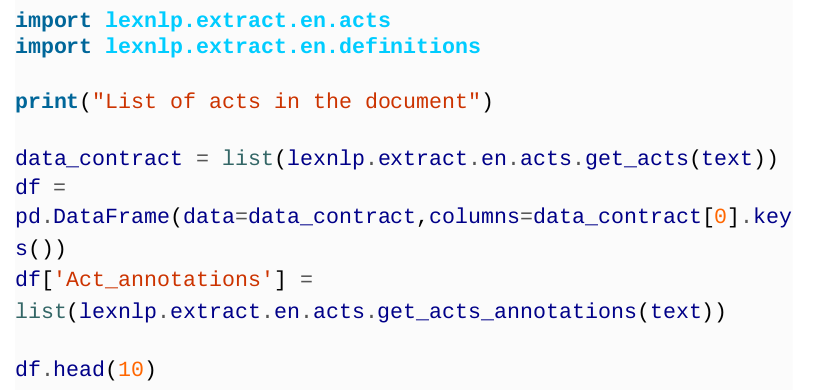 import lexnlp.extract.en.acts
import lexnlp.extract.en.definitions
print("List of acts in the document")
data_contract = list(lexnlp.extract.en.acts.get_acts(text))
df =
pd.DataFrame(data=data_contract,columns=data_contract[0].key
s())
df['Act_annotations'] =
list(lexnlp.extract.en.acts.get_acts_annotations(text))
df.head(10)